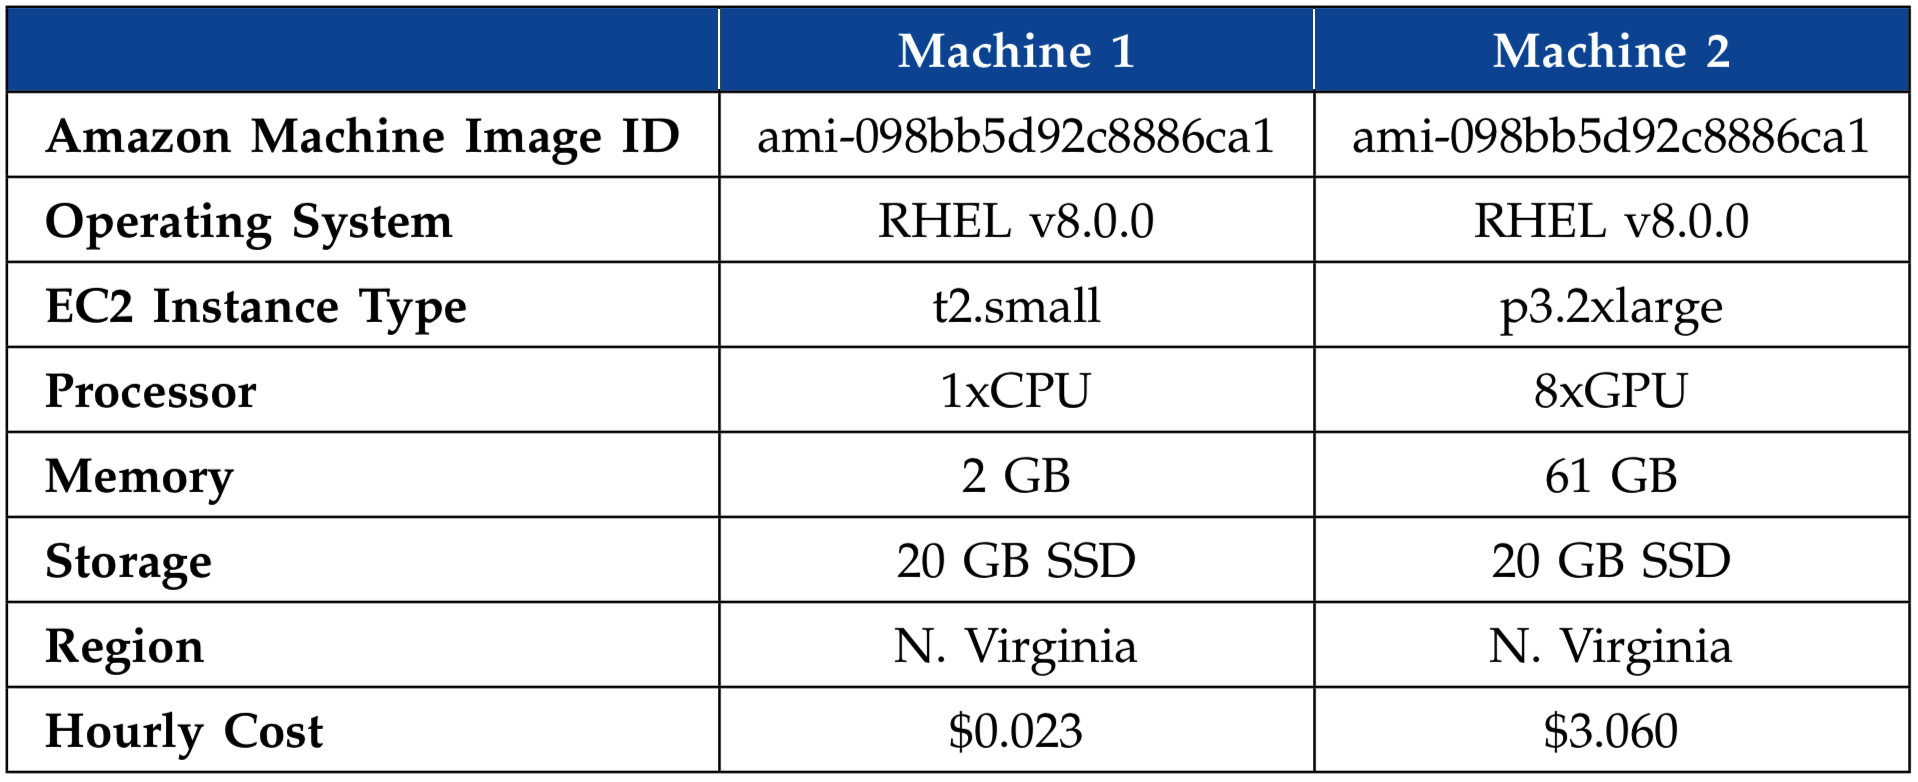 Machine 1 Machine 2
Amazon Machine Image ID ami-098bb5d92c8886ca1 ami-098bb5d92c8886ca1
Operating System RHEL v8.0.0 RHEL v8.0.0
EC2 Instance Type t2.small p3.2xlarge
Processor 1xCPU 8xGPU
Memory 2 GB 61 GB
Storage 20 GB SSD 20 GB SSD
Region N. Virginia N. Virginia
Hourly Cost $0.023 $3.060